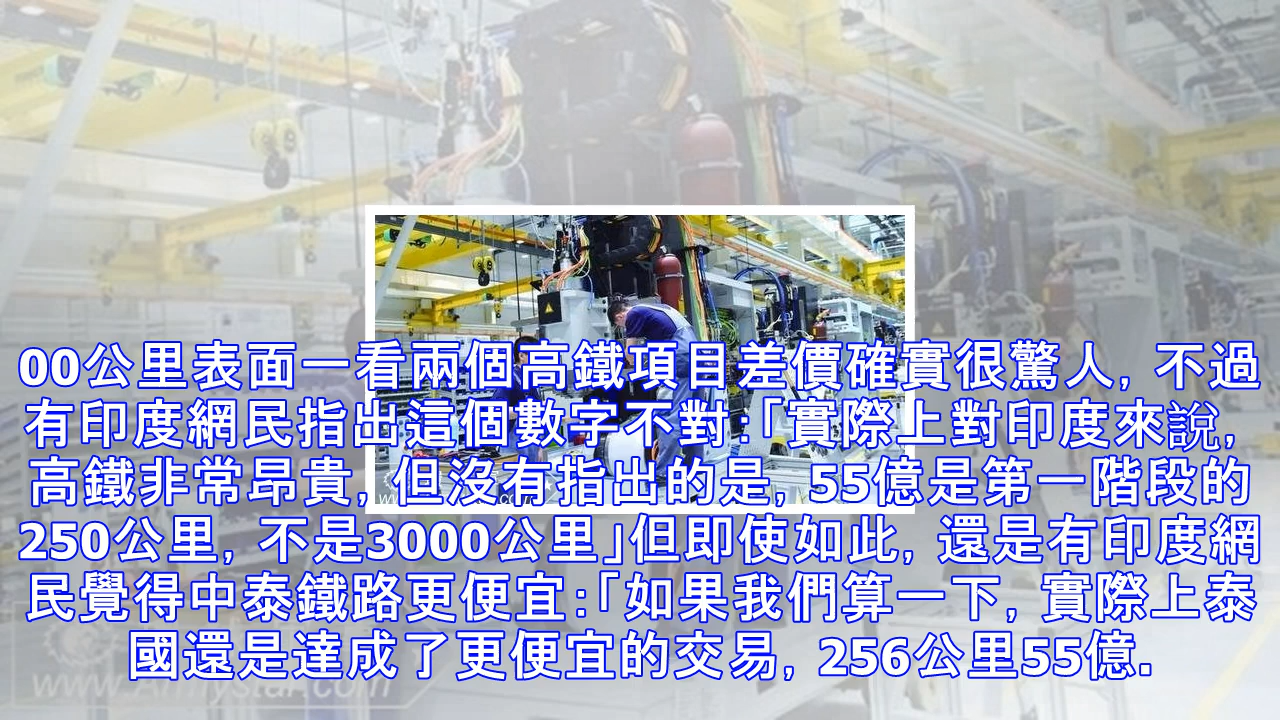 00公里表面一看兩個高鐵項目差價確實很驚人, 不過
有印度網民指出這個數字不對:「實際上對印度來說,
高鐵非常昂貴, 但沒有指出的是, 55億是第一階段的
250公里, 不是3000公里」但即使如此, 還是有印度網
民覺得中泰鐵路更便宜:「如果我們算一下, 實際上泰
國還是達成了更便宜的交易, 256公里55億.
www.Armystar.com